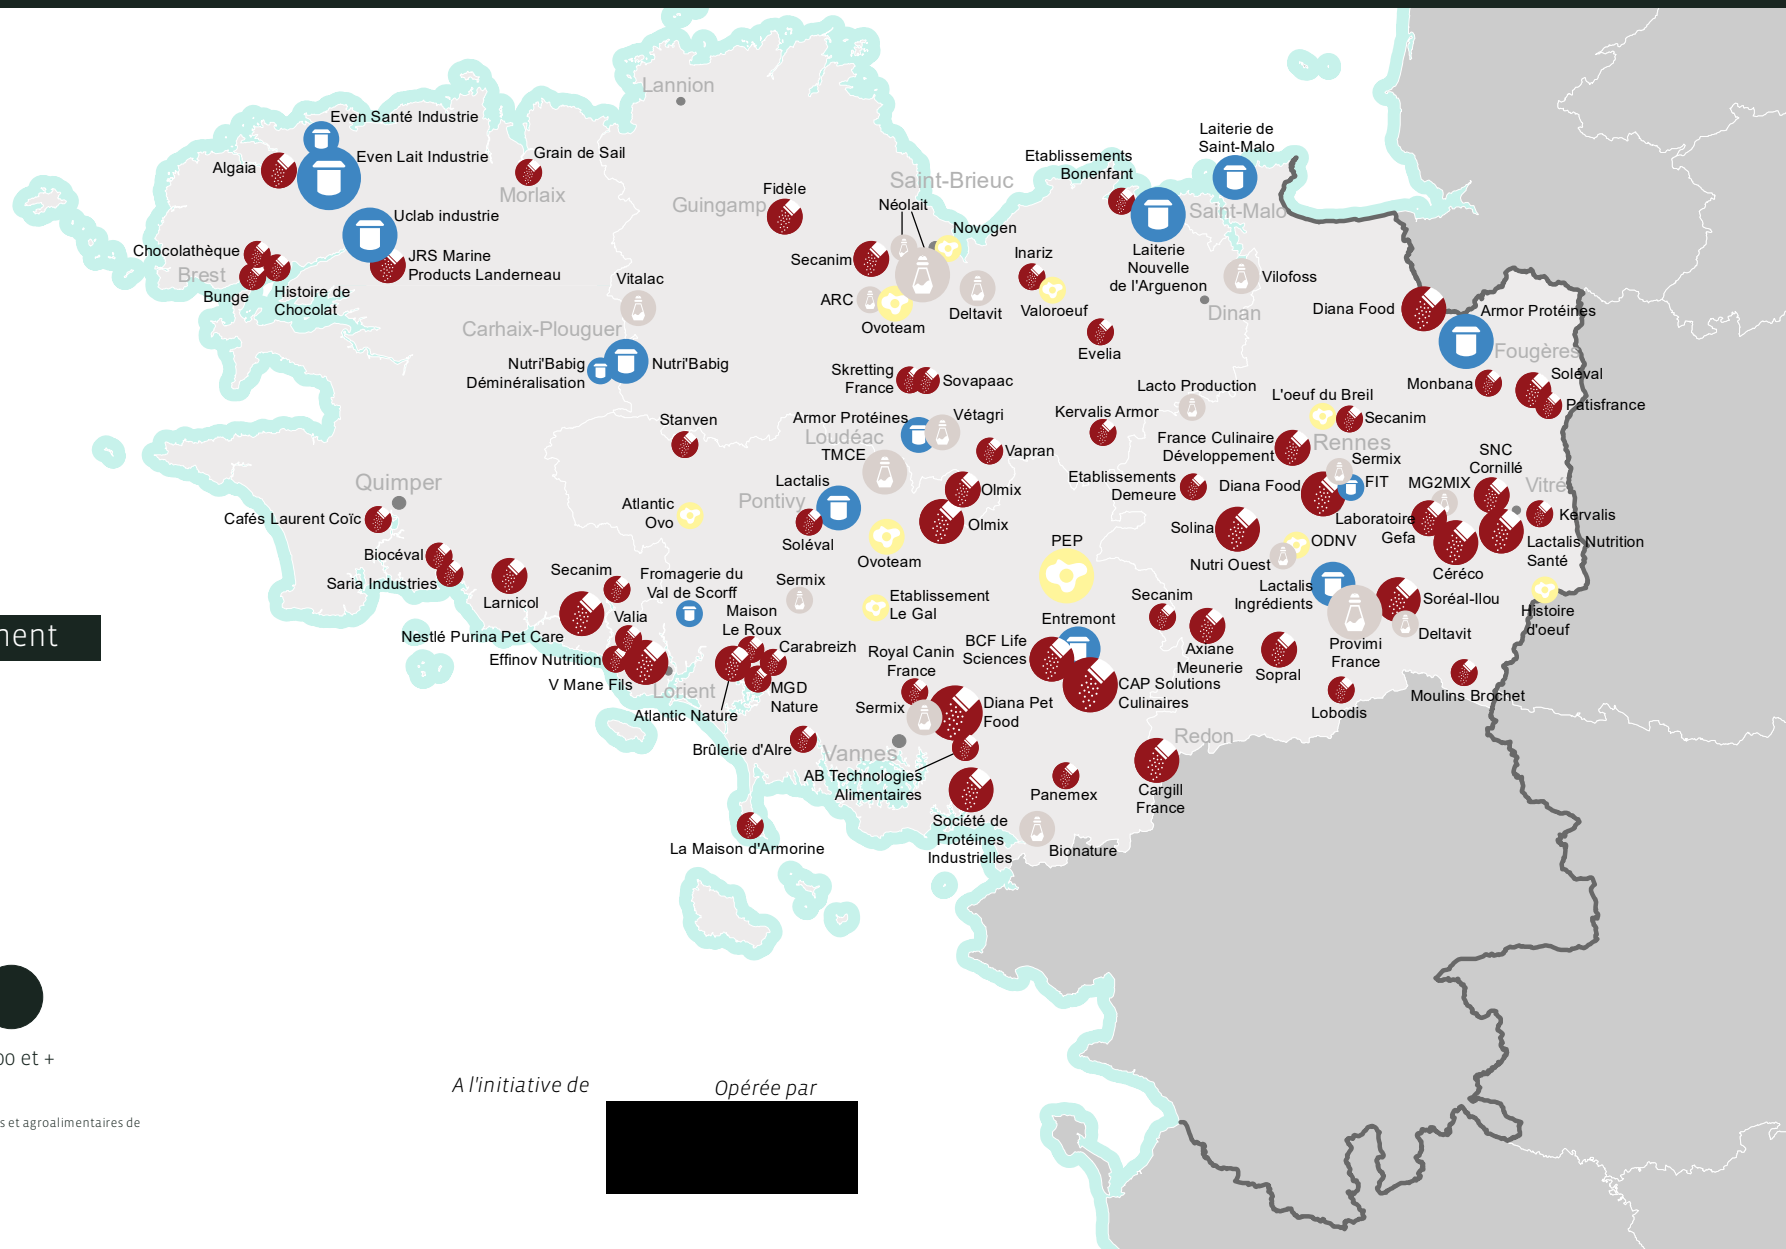 Lannion
Even Santé Industrie
Even Lait Industrie
Algaia
Grain de Sail
Morlaix
Laiterie de
Saint-Malo
Etablissements
Bonenfant
Saint-Brieuc
Fidèle
Guingamp
Néolait
Saint-Malo
Uclab industrie
Novogen
Chocolathèque
JRS Marine
Products Landerneau
Brest
Bunge
Histoire de
Chocolat
Vitalac
Secanim
Inariz
Laiterie
Nouvelle
de l'Arguenon
Vilofoss
ARC
Ovoteam
Deltavit
Valoroeuf
Dinan
Diana Food
Armor Protéines
Carhaix-Plouguer
Evelia
Fougères
Nutri'Babig
Déminéralisation
Nutri'Babig
Skretting
France
Sovapaac
Lacto Production
Monbana
Soléval
Patisfrance
L'oeuf du Breil
Secanim
Stanven
Armor Protéines
Vétagri
Kervalis Armor
Loudéac
TMCE
Vapran
France Culinaire
Développement
Rennes
Sermix
SNC
Cornillé
Quimper
Lactalis
Olmix
Etablissements
Demeure
Diana Food
FIT
MG2MIX
Vitré
Pontivy
Atlantic
Ovo
Cafés Laurent Coïc
Olmix
Solina
Laboratoire
Gefa
Kervalis
Soléval
PEP
ODNV
Lactalis Nutrition
Santé
Biocéval
Ovoteam
Nutri Ouest
Céréco
Saria Industries
Secanim
Fromagerie du
Val de Scorff
Sermix
Lactalis
Ingrédients
Larnicol
Etablissement
Le Gal
Secanim
Soréal-Ilou
Histoire
d'oeuf
Maison
Le Roux
Valia
Entremont
Deltavit
Nestlé Purina Pet Care
Carabreizh
BCF Life
Sciences
Axiane
Meunerie
Provimi
France
Effinov Nutrition
Royal Canin
France
Sopral
V Mane Fils
Lorient
MGD
Nature
CAP Solutions
Culinaires
Moulins Brochet
Atlantic Nature
Sermix
Diana Pet
Food
Lobodis
Brûlerie d'Alre
Vannes
Redon
AB Technologies
Alimentaires
Panemex
Cargill
France
Société de
Protéines
Industrielles
La Maison d'Armorine
Bionature
ment
et +
A l'initiative de
Opérée par
s et agroalimentaires de